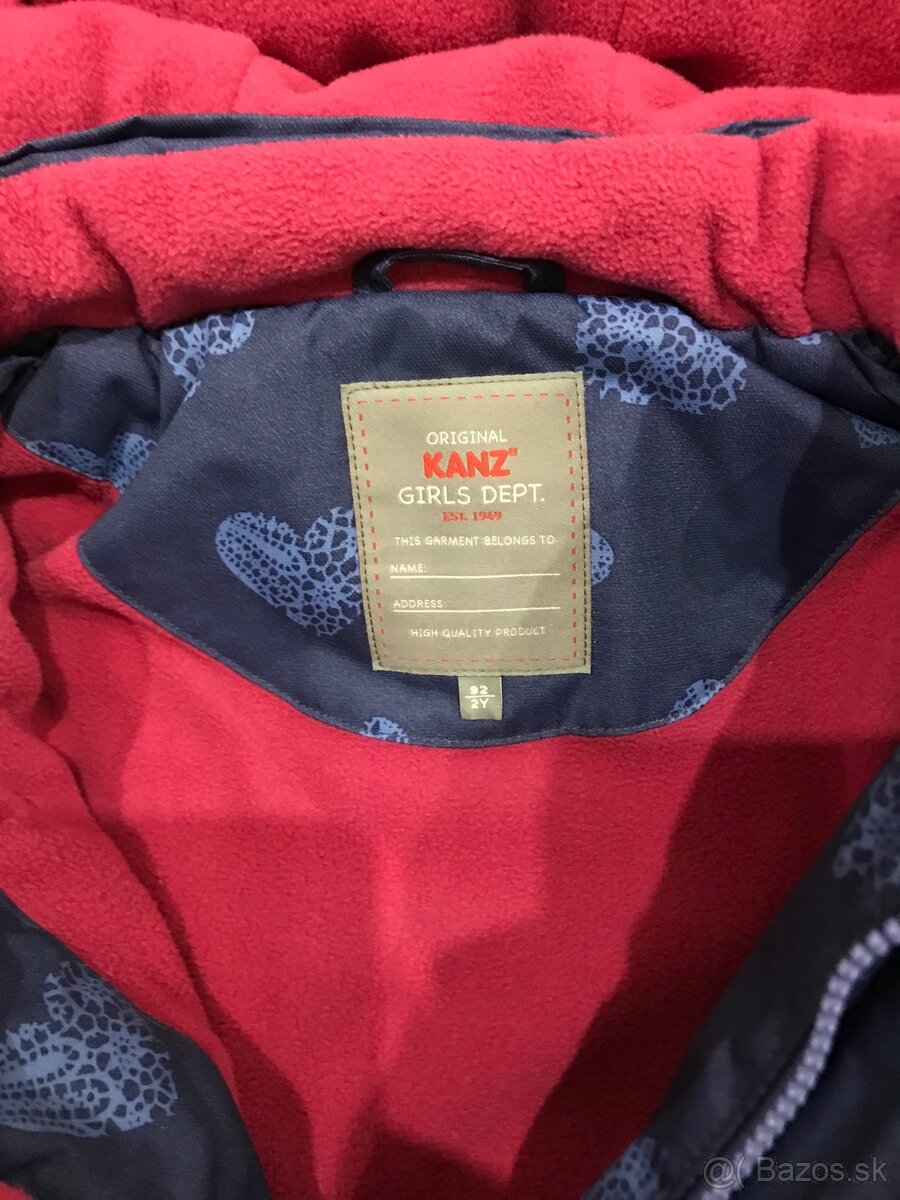 ORIGINAL
KANZ®
GIRLS DEPT.
EST. 1949
THIS GARMENT BELONGS TO
NAME:
ADDRESS:
HIGH QUALITY PRODUCT
92
2Y
@( Bazos.sk